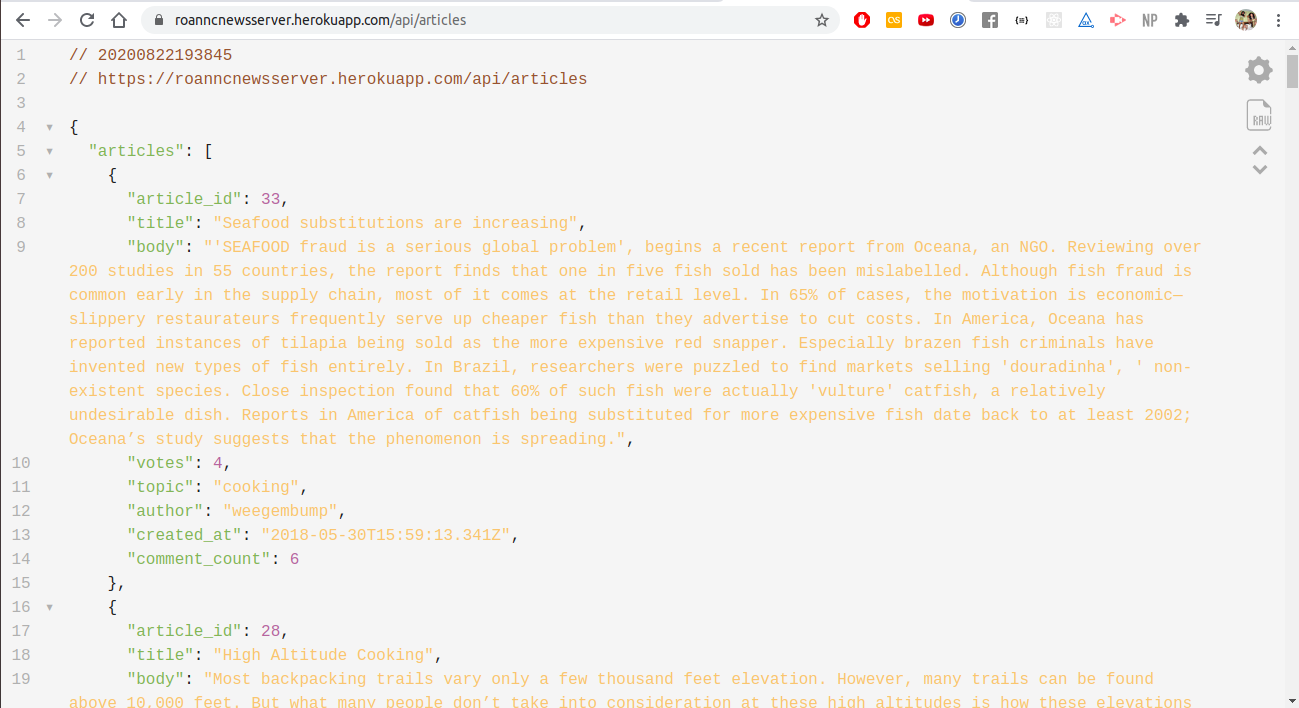 roanncnewsserver.herokuapp.com/api/articles
1 // 20200822193845
2 // https://roanncnewsserver.herokuapp.com/api/articles
3
4 {
5 "articles": [
6 {
7 "article_id": 33,
8 "title": "Seafood substitutions are increasing",
9 "body": "'SEAFOOD fraud is a serious global problem', begins a recent report from Oceana, an NGO. Reviewing over
200 studies in 55 countries, the report finds that one in five fish sold has been mislabelled. Although fish fraud is
common early in the supply chain, most of it comes at the retail level. In 65% of cases, the motivation is economic—
slippery restaurateurs frequently serve up cheaper fish than they advertise to cut costs. In America, Oceana has
reported instances of tilapia being sold as the more expensive red snapper. Especially brazen fish criminals have
invented new types of fish entirely. In Brazil, researchers were puzzled to find markets selling 'douradinha', ' non-
existent species. Close inspection found that 60% of such fish were actually 'vulture' catfish, a relatively
undesirable dish. Reports in America of catfish being substituted for more expensive fish date back to at least 2002;
Oceana’s study suggests that the phenomenon is spreading.",
10 "votes": 4,
11 "topic": "cooking",
12 "author": "weegembump",
13 "created_at": "2018-05-30T15:59:13.341Z",
14 "comment_count": 6
15 },
16 {
17 "article_id": 28,
18 "title": "High Altitude Cooking",
19 "body": "Most backpacking trails vary only a few thousand feet elevation. However, many trails can be found
above 10,000 feet. But what many people don’t take into consideration at these high altitudes is how these elevations
RAW
NP